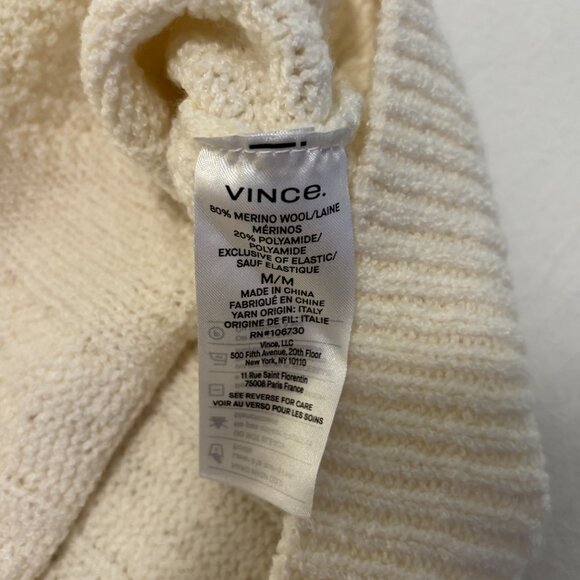 VINCE.
80% MERINO WOOL/LAINE
MÉRINOS
20% POLYAMIDE/
POLYAMIDE
EXCLUSIVE OF ELASTIC/
SAUF ELASTIQUE
M/M
MADE IN CHINA
FABRIQUÉ EN CHINE
YARN ORIGIN: ITALY
ORIGINE DE FIL: ITALIE
RN#106730
Vince, LLC
500 Fifth Avenue, 20th Floor
New York, NY 10110
11 Rue Saint Florentin
75008 Paris France
SEE REVERSE FOR CARE
VOIR AU VERSO POUR LES SOINS